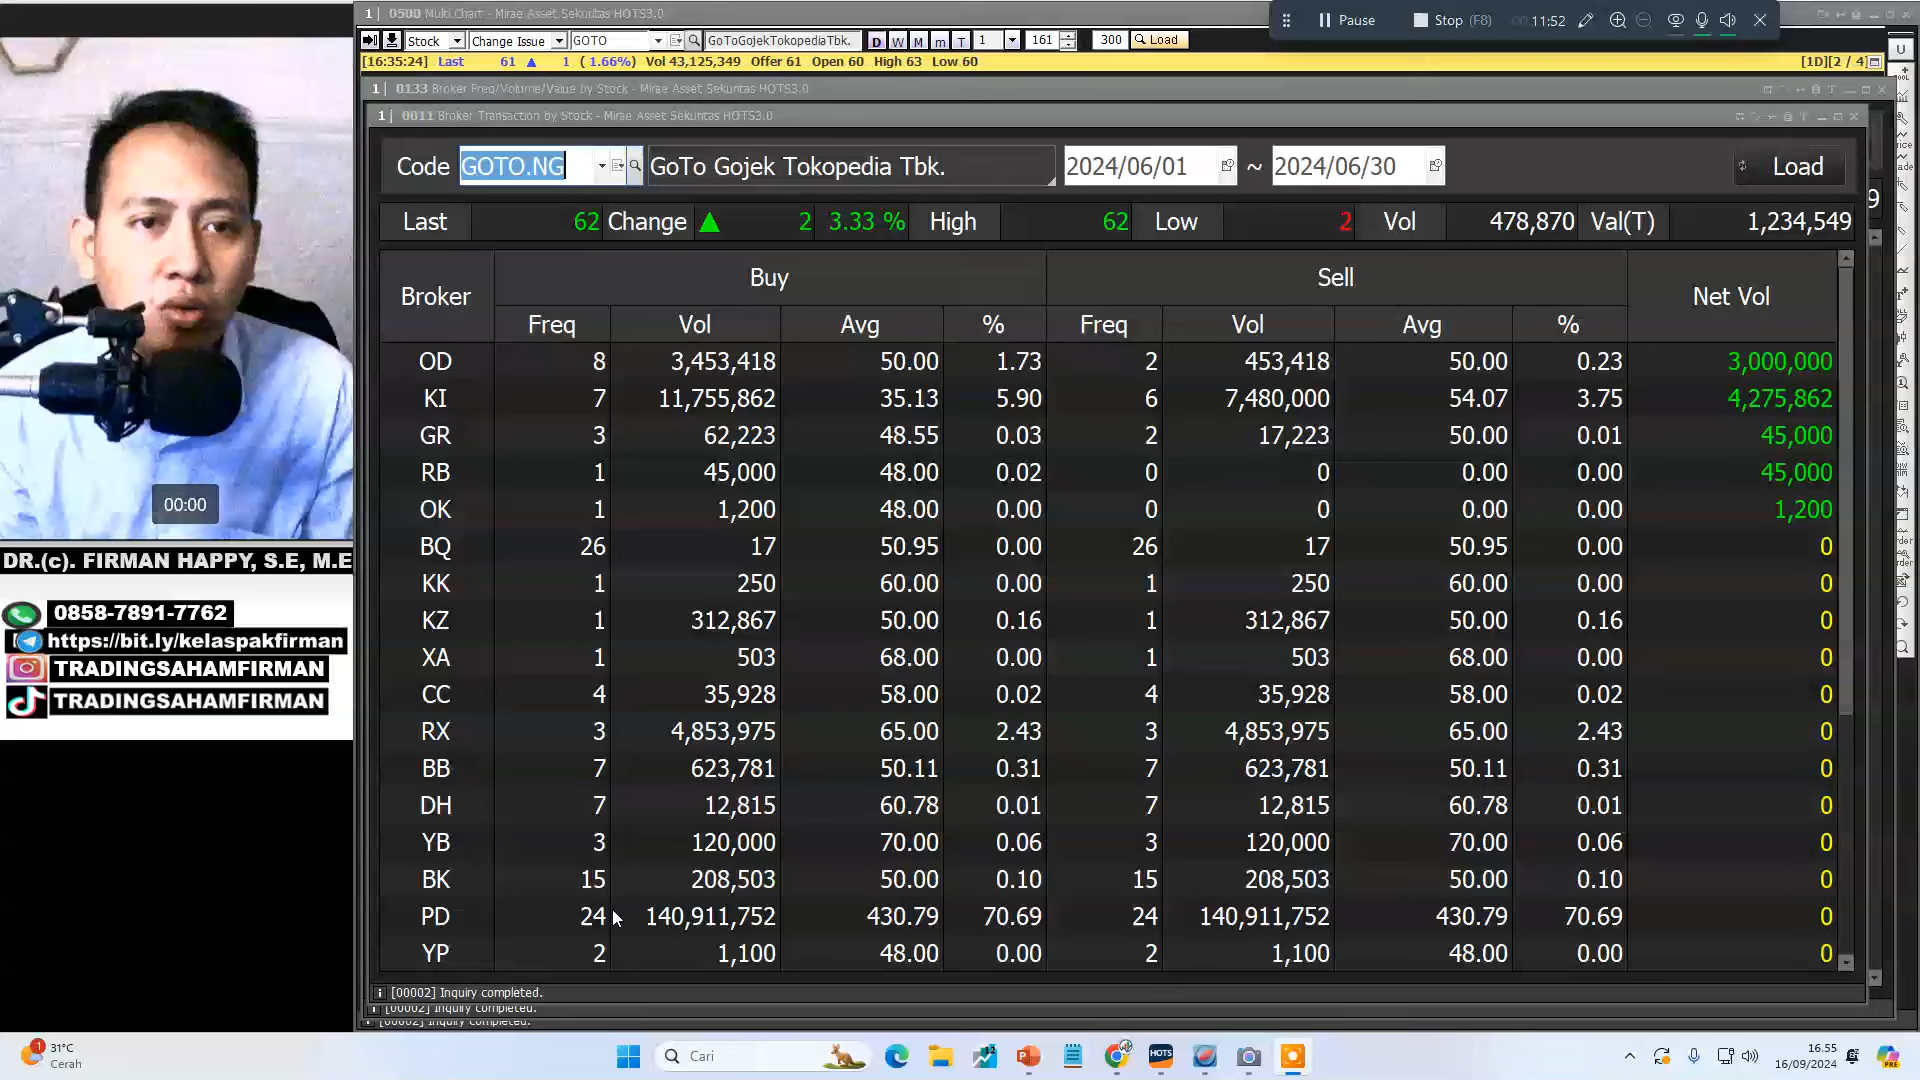 1 0500 Multi Chart - Mirae Asset Sekuritas HOTS3.0
Pause Stop (F8) 00:11:52
Stock Change Issue GOTO GoToGojekTokopediaTbk. D W M m T 1 161 300 Load
[16:35:24] Last 61 ▲ 1 ( 1.66%) Vol 43,125,349 Offer 61 Open 60 High 63 Low 60 [1D][2 / 4]
1 0133 Broker Freq/Volume/Value by Stock - Mirae Asset Sekuritas HOTS3.0
1 0011 Broker Transaction by Stock - Mirae Asset Sekuritas HOTS3.0
Code GOTO.NG GoTo Gojek Tokopedia Tbk. 2024/06/01 ~ 2024/06/30 Load
Last 62 Change ▲ 2 3.33 % High 62 Low 2 Vol 478,870 Val(T) 1,234,549
Broker Buy Sell Net Vol
Freq Vol Avg % Freq Vol Avg %
OD 8 3,453,418 50.00 1.73 2 453,418 50.00 0.23 3,000,000
KI 7 11,755,862 35.13 5.90 6 7,480,000 54.07 3.75 4,275,862
GR 3 62,223 48.55 0.03 2 17,223 50.00 0.01 45,000
RB 1 45,000 48.00 0.02 0 0 0.00 0.00 45,000
OK 1 1,200 48.00 0.00 0 0 0.00 0.00 1,200
BQ 26 17 50.95 0.00 26 17 50.95 0.00 0
KK 1 250 60.00 0.00 1 250 60.00 0.00 0
KZ 1 312,867 50.00 0.16 1 312,867 50.00 0.16 0
XA 1 503 68.00 0.00 1 503 68.00 0.00 0
CC 4 35,928 58.00 0.02 4 35,928 58.00 0.02 0
RX 3 4,853,975 65.00 2.43 3 4,853,975 65.00 2.43 0
BB 7 623,781 50.11 0.31 7 623,781 50.11 0.31 0
DH 7 12,815 60.78 0.01 7 12,815 60.78 0.01 0
YB 3 120,000 70.00 0.06 3 120,000 70.00 0.06 0
BK 15 208,503 50.00 0.10 15 208,503 50.00 0.10 0
PD 24 140,911,752 430.79 70.69 24 140,911,752 430.79 70.69 0
YP 2 1,100 48.00 0.00 2 1,100 48.00 0.00 0
[00002] Inquiry completed.
[00002] Inquiry completed.
[00002] Inquiry completed.
00:00
DR.(c). FIRMAN HAPPY, S.E, M.E
0858-7891-7762
https://bit.ly/kelaspakfirman
TRADINGSAHAMFIRMAN
TRADINGSAHAMFIRMAN
1
31°C
Cerah
Cari
HOTS
16.55
16/09/2024
PRE